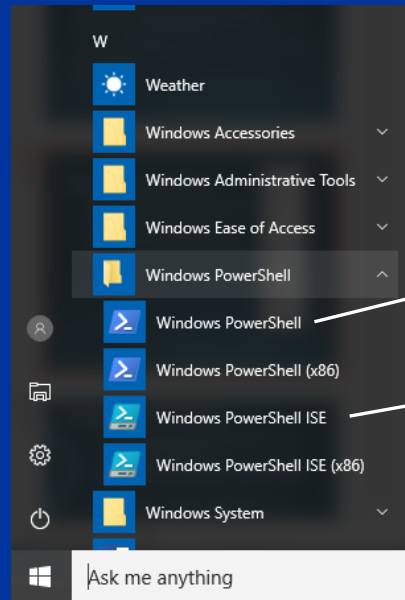 W
Weather
Windows Accessories
Windows Administrative Tools
Windows Ease of Access
Windows PowerShell
Windows PowerShell
Windows PowerShell (x86)
Windows PowerShell ISE
Windows PowerShell ISE (x86)
Windows System
Ask me anything